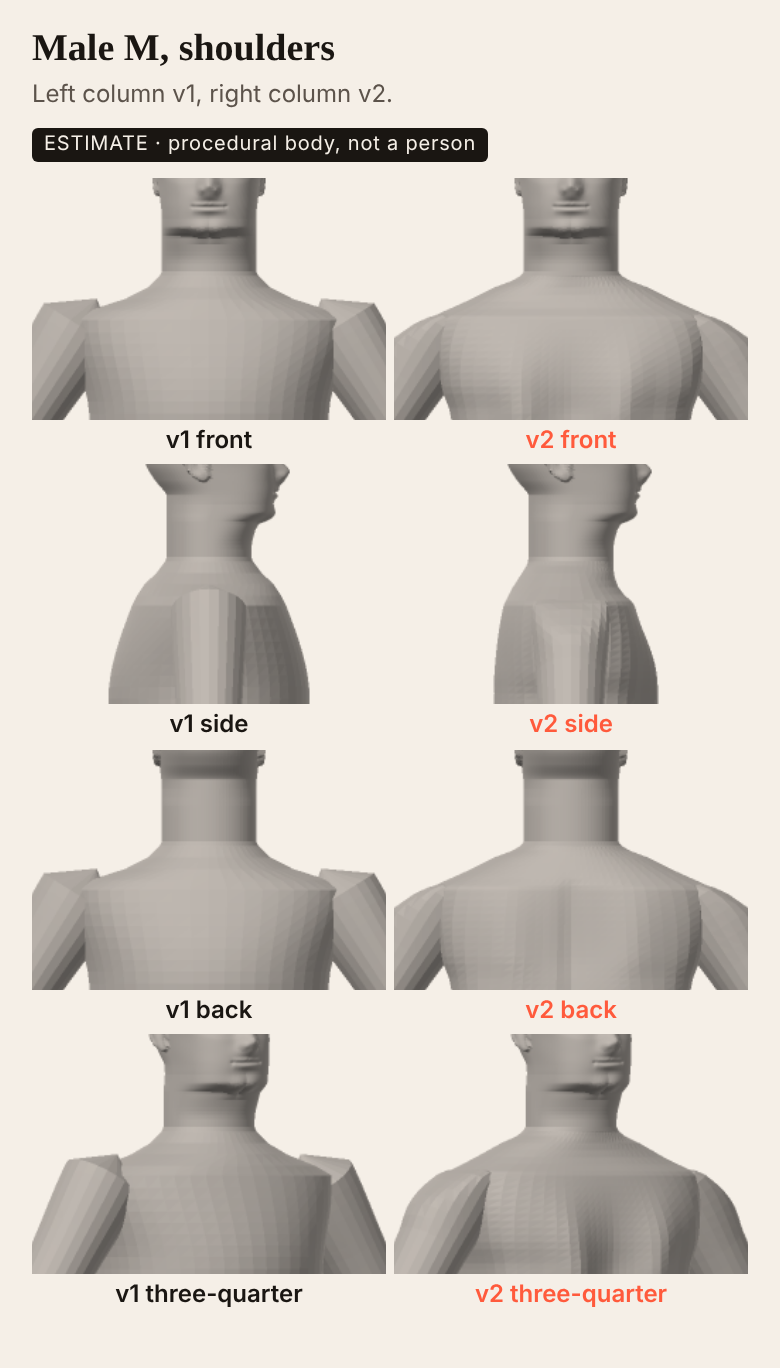 Male M, shoulders
Left column v1, right column v2.
ESTIMATE · procedural body, not a person
v1 front
v2 front
v1 side
v2 side
v1 back
v2 back
v1 three-quarter
v2 three-quarter